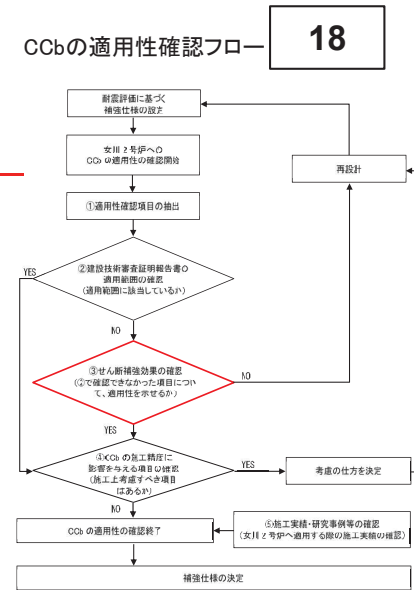 CCbの適用性確認フロー
18
耐震評価に基づく
補強仕様の設定
女川2号炉への
CCbの適用性の確認開始
再設計
①適用性確認項目の抽出
②建設技術審査証明報告書の
適用範囲の確認
(適用範囲に該当しているか)
YES
NO
③せん断補強効果の確認
(②で確認できなかった項目につい
て、適用性を示せるか)
NO
YES
④CCbの施工精度に
影響を与える項目の確認
(施工上考慮すべき項目
はあるか)
YES
考慮の仕方を決定
NO
CCbの適用性の確認終了
⑤施工実績・研究事例等の確認
(女川2号炉へ適用する際の施工実績の確認)
補強仕様の決定